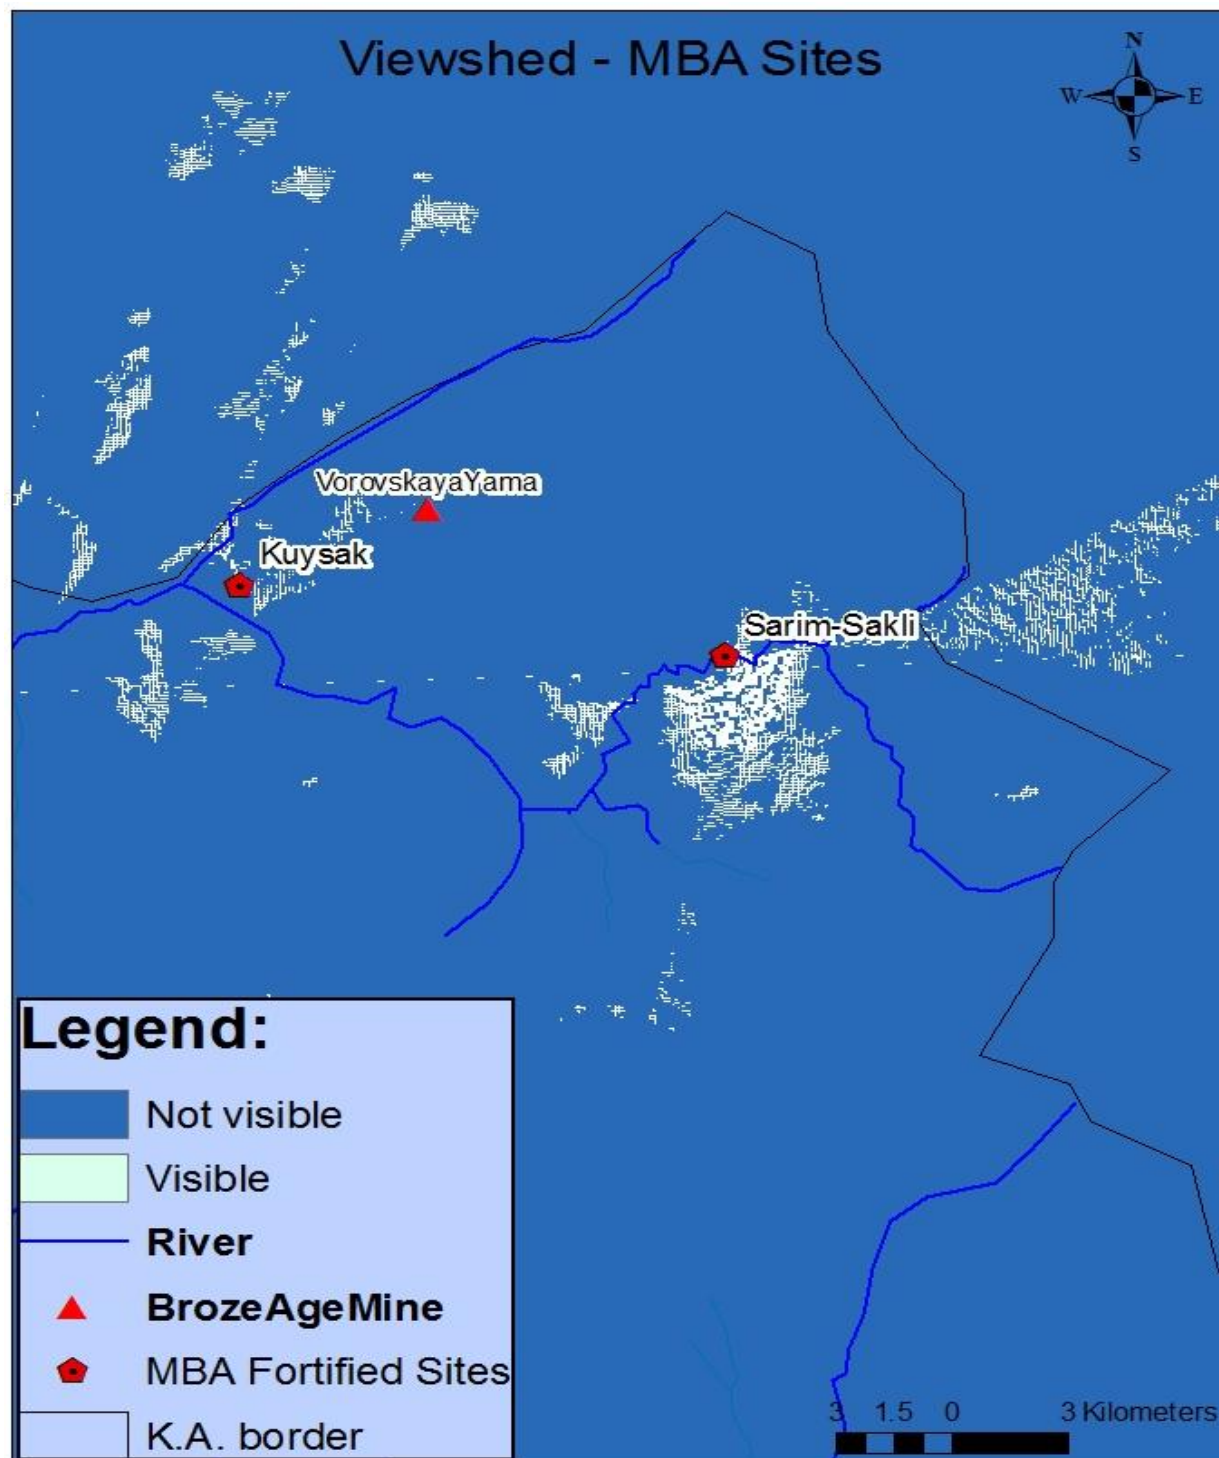 Viewshed - MBA Sites
N
W E
S
VorovskayaYama
Kuysak
Sarim-Sakli
Legend:
Not visible
Visible
River
BrozeAgeMine
MBA Fortified Sites
K.A. border
3 1.5 0 3 Kilometers